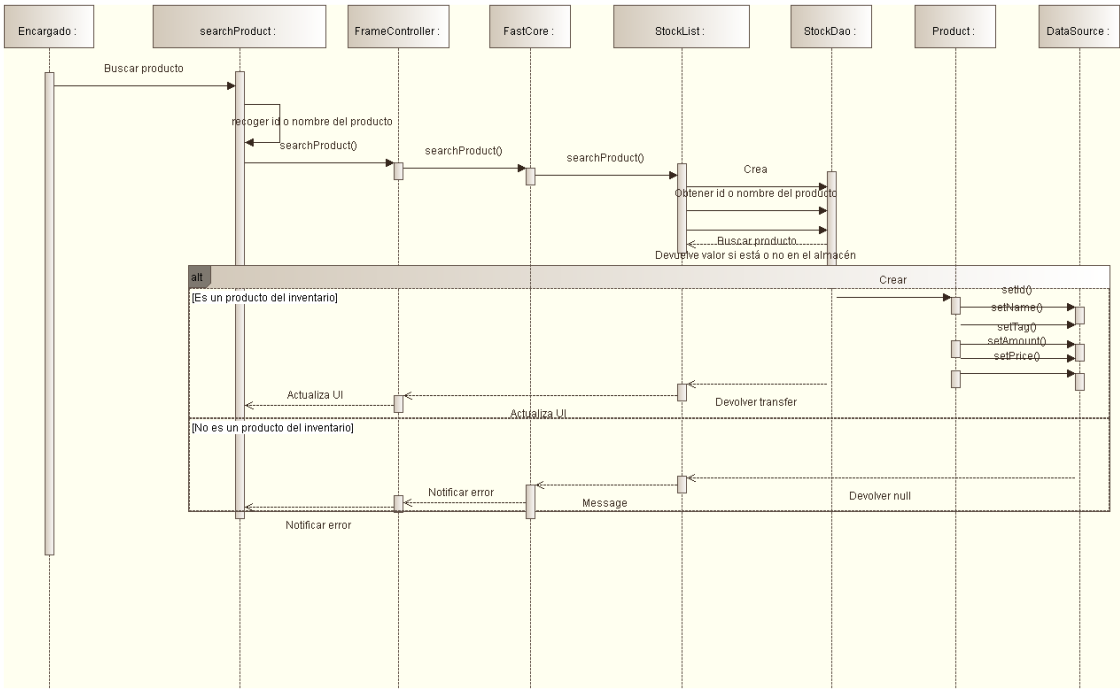 Encargado :
searchProduct :
FrameController :
FastCore :
StockList :
StockDao :
Product :
DataSource :
Buscar producto
recoger id o nombre del producto
searchProduct()
searchProduct()
searchProduct()
Crea
Obtener id o nombre del producto
Buscar producto
Devuelve valor si está o no en el almacén
alt
Crear
[Es un producto del inventario]
setId()
setName()
setTag()
setAmount()
setPrice()
Actualiza UI
Devolver transfer
Actualiza UI
[No es un producto del inventario]
Notificar error
Devolver null
Message
Notificar error